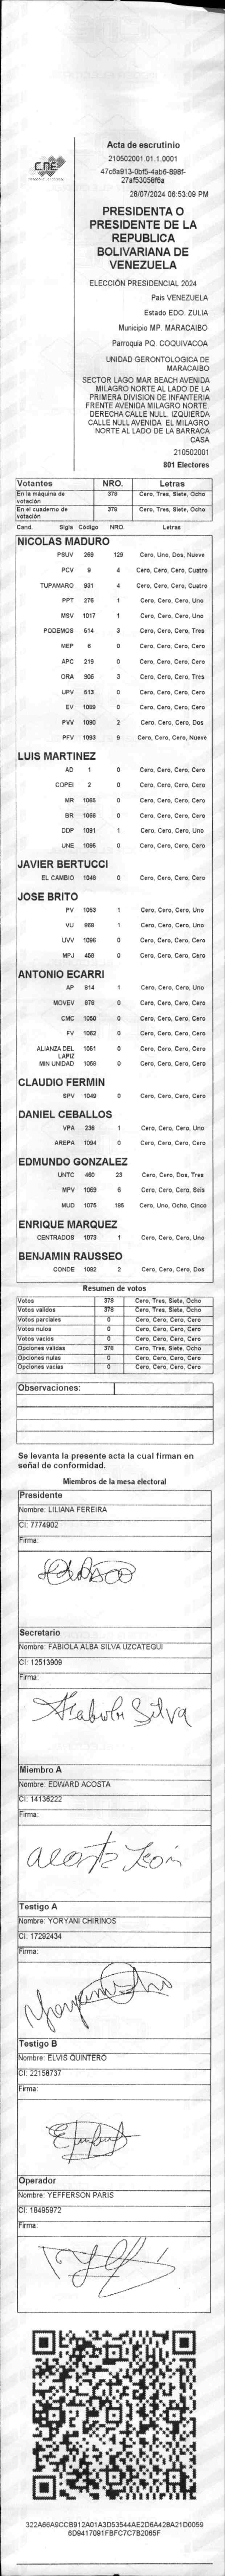 CNE
Acta de escrutinio
210502001.01.1.0001
47c6a913-0bf5-4ab6-898f-
27af53058f6a
28/07/2024 06:53:09 PM
PRESIDENTA O
PRESIDENTE DE LA
REPUBLICA
BOLIVARIANA DE
VENEZUELA
ELECCIÓN PRESIDENCIAL 2024
Pais VENEZUELA
Estado EDO. ZULIA
Municipio MP. MARACAIBO
Parroquia PQ. COQUIVACOA
UNIDAD GERONTOLOGICA DE
MARACAIBO
SECTOR LAGO MAR BEACH AVENIDA
MILAGRO NORTE AL LADO DE LA
PRIMERA DIVISION DE INFANTERIA
FRENTE AVENIDA MILAGRO NORTE.
DERECHA CALLE NULL. IZQUIERDA
CALLE NULL AVENIDA EL MILAGRO
NORTE AL LADO DE LA BARRACA
CASA
210502001
801 Electores
Votantes NRO. Letras
En la máquina de votación 378 Cero, Tres, Siete, Ocho
En el cuaderno de votación 378 Cero, Tres, Siete, Ocho
Cand. Sigla Código NRO. Letras
NICOLAS MADURO
PSUV 269 129 Cero, Uno, Dos, Nueve
PCV 9 4 Cero, Cero, Cero, Cuatro
TUPAMARO 931 4 Cero, Cero, Cero, Cuatro
PPT 276 1 Cero, Cero, Cero, Uno
MSV 1017 1 Cero, Cero, Cero, Uno
PODEMOS 514 3 Cero, Cero, Cero, Tres
MEP 6 0 Cero, Cero, Cero, Cero
APC 219 0 Cero, Cero, Cero, Cero
ORA 905 3 Cero, Cero, Cero, Tres
UPV 513 0 Cero, Cero, Cero, Cero
EV 1089 0 Cero, Cero, Cero, Cero
PVV 1090 2 Cero, Cero, Cero, Dos
PFV 1093 9 Cero, Cero, Cero, Nueve
LUIS MARTINEZ
AD 1 0 Cero, Cero, Cero, Cero
COPEI 2 0 Cero, Cero, Cero, Cero
MR 1065 0 Cero, Cero, Cero, Cero
BR 1066 0 Cero, Cero, Cero, Cero
DDP 1091 1 Cero, Cero, Cero, Uno
UNE 1095 0 Cero, Cero, Cero, Cero
JAVIER BERTUCCI
EL CAMBIO 1048 0 Cero, Cero, Cero, Cero
JOSE BRITO
PV 1053 1 Cero, Cero, Cero, Uno
VU 869 1 Cero, Cero, Cero, Uno
UVV 1096 0 Cero, Cero, Cero, Cero
MPJ 458 0 Cero, Cero, Cero, Cero
ANTONIO ECARRI
AP 814 1 Cero, Cero, Cero, Uno
MOVEV 978 0 Cero, Cero, Cero, Cero
CMC 1050 0 Cero, Cero, Cero, Cero
FV 1062 0 Cero, Cero, Cero, Cero
ALIANZA DEL LAPIZ 1051 0 Cero, Cero, Cero, Cero
MIN UNIDAD 1058 0 Cero, Cero, Cero, Cero
CLAUDIO FERMIN
SPV 1049 0 Cero, Cero, Cero, Cero
DANIEL CEBALLOS
VPA 236 1 Cero, Cero, Cero, Uno
AREPA 1094 0 Cero, Cero, Cero, Cero
EDMUNDO GONZALEZ
UNTC 460 23 Cero, Cero, Dos, Tres
MPV 1069 6 Cero, Cero, Cero, Seis
MUD 1075 185 Cero, Uno, Ocho, Cinco
ENRIQUE MARQUEZ
CENTRADOS 1073 1 Cero, Cero, Cero, Uno
BENJAMIN RAUSSEO
CONDE 1082 2 Cero, Cero, Cero, Dos
Resumen de votos
Votos 378 Cero, Tres, Siete, Ocho
Votos validos 378 Cero, Tres, Siete, Ocho
Votos parciales 0 Cero, Cero, Cero, Cero
Votos nulos 0 Cero, Cero, Cero, Cero
Votos vacios 0 Cero, Cero, Cero, Cero
Opciones validas 378 Cero, Tres, Siete, Ocho
Opciones nulas 0 Cero, Cero, Cero, Cero
Opciones vacias 0 Cero, Cero, Cero, Cero
Observaciones:
Se levanta la presente acta la cual firman en
señal de conformidad.
Miembros de la mesa electoral
Presidente
Nombre: LILIANA FEREIRA
CI: 7774902
Firma:
Secretario
Nombre: FABIOLA ALBA SILVA UZCATEGUI
CI: 12513909
Firma:
Fabiola Silva
Miembro A
Nombre: EDWARD ACOSTA
CI: 14136222
Firma:
acosta León
Testigo A
Nombre: YORYANI CHIRINOS
CI: 17292434
Firma:
Testigo B
Nombre: ELVIS QUINTERO
CI: 22158737
Firma:
Operador
Nombre: YEFFERSON PARIS
CI: 18495972
Firma:
322A66A9CCB912A01A3D53544AE2D6A428A21D0059
6D9417091FBFC7C7B2065F